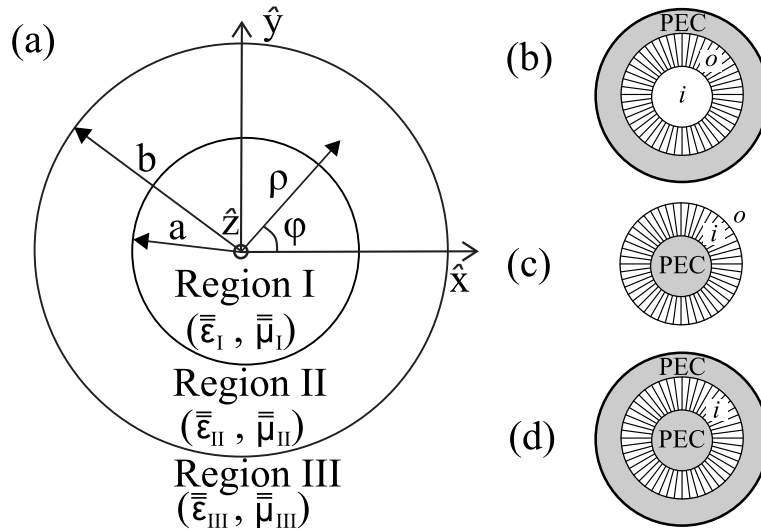 (a)
ŷ
b
ρ
ẑ
a
φ
x̂
Region I
(ε̿_I , μ̿_I)
Region II
(ε̿_II , μ̿_II)
Region III
(ε̿_III , μ̿_III)
(b)
PEC
o
i
(c)
o
i
PEC
(d)
PEC
i
PEC